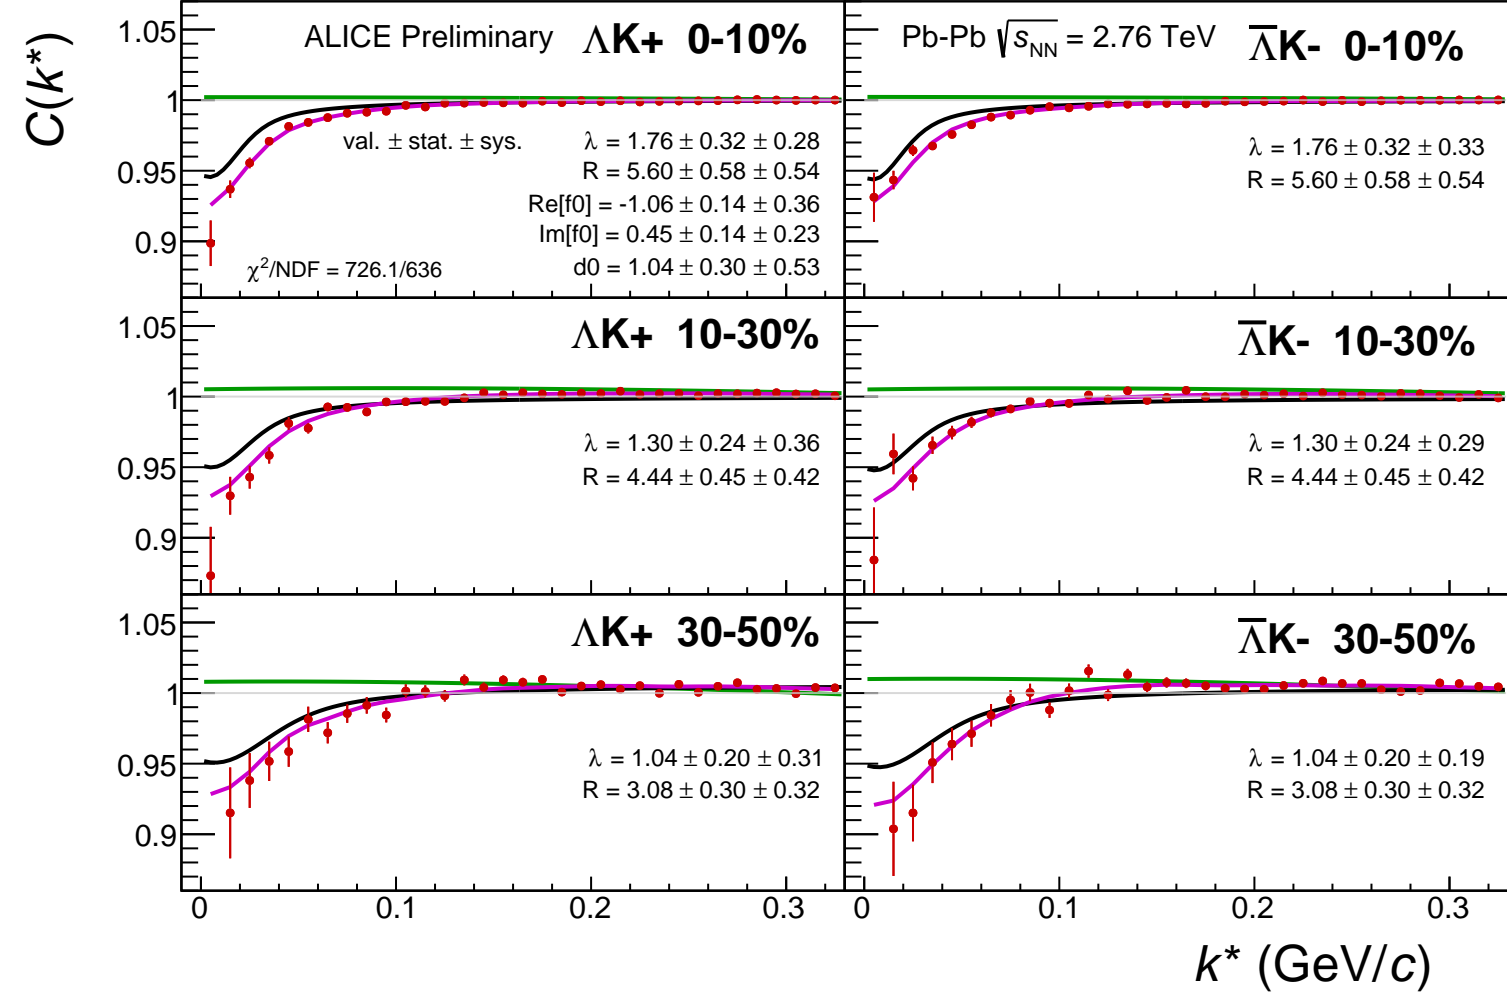 C(k*)
ALICE Preliminary ΛK+ 0-10%
1.05
1
0.95
0.9
val. ± stat. ± sys.
λ = 1.76 ± 0.32 ± 0.28
R = 5.60 ± 0.58 ± 0.54
Re[f0] = -1.06 ± 0.14 ± 0.36
Im[f0] = 0.45 ± 0.14 ± 0.23
d0 = 1.04 ± 0.30 ± 0.53
χ²/NDF = 726.1/636
Pb-Pb √s_NN = 2.76 TeV Λ̅K- 0-10%
λ = 1.76 ± 0.32 ± 0.33
R = 5.60 ± 0.58 ± 0.54
ΛK+ 10-30%
1.05
1
0.95
0.9
λ = 1.30 ± 0.24 ± 0.36
R = 4.44 ± 0.45 ± 0.42
Λ̅K- 10-30%
λ = 1.30 ± 0.24 ± 0.29
R = 4.44 ± 0.45 ± 0.42
ΛK+ 30-50%
1.05
1
0.95
0.9
λ = 1.04 ± 0.20 ± 0.31
R = 3.08 ± 0.30 ± 0.32
Λ̅K- 30-50%
λ = 1.04 ± 0.20 ± 0.19
R = 3.08 ± 0.30 ± 0.32
0 0.1 0.2 0.3 0 0.1 0.2 0.3
k* (GeV/c)